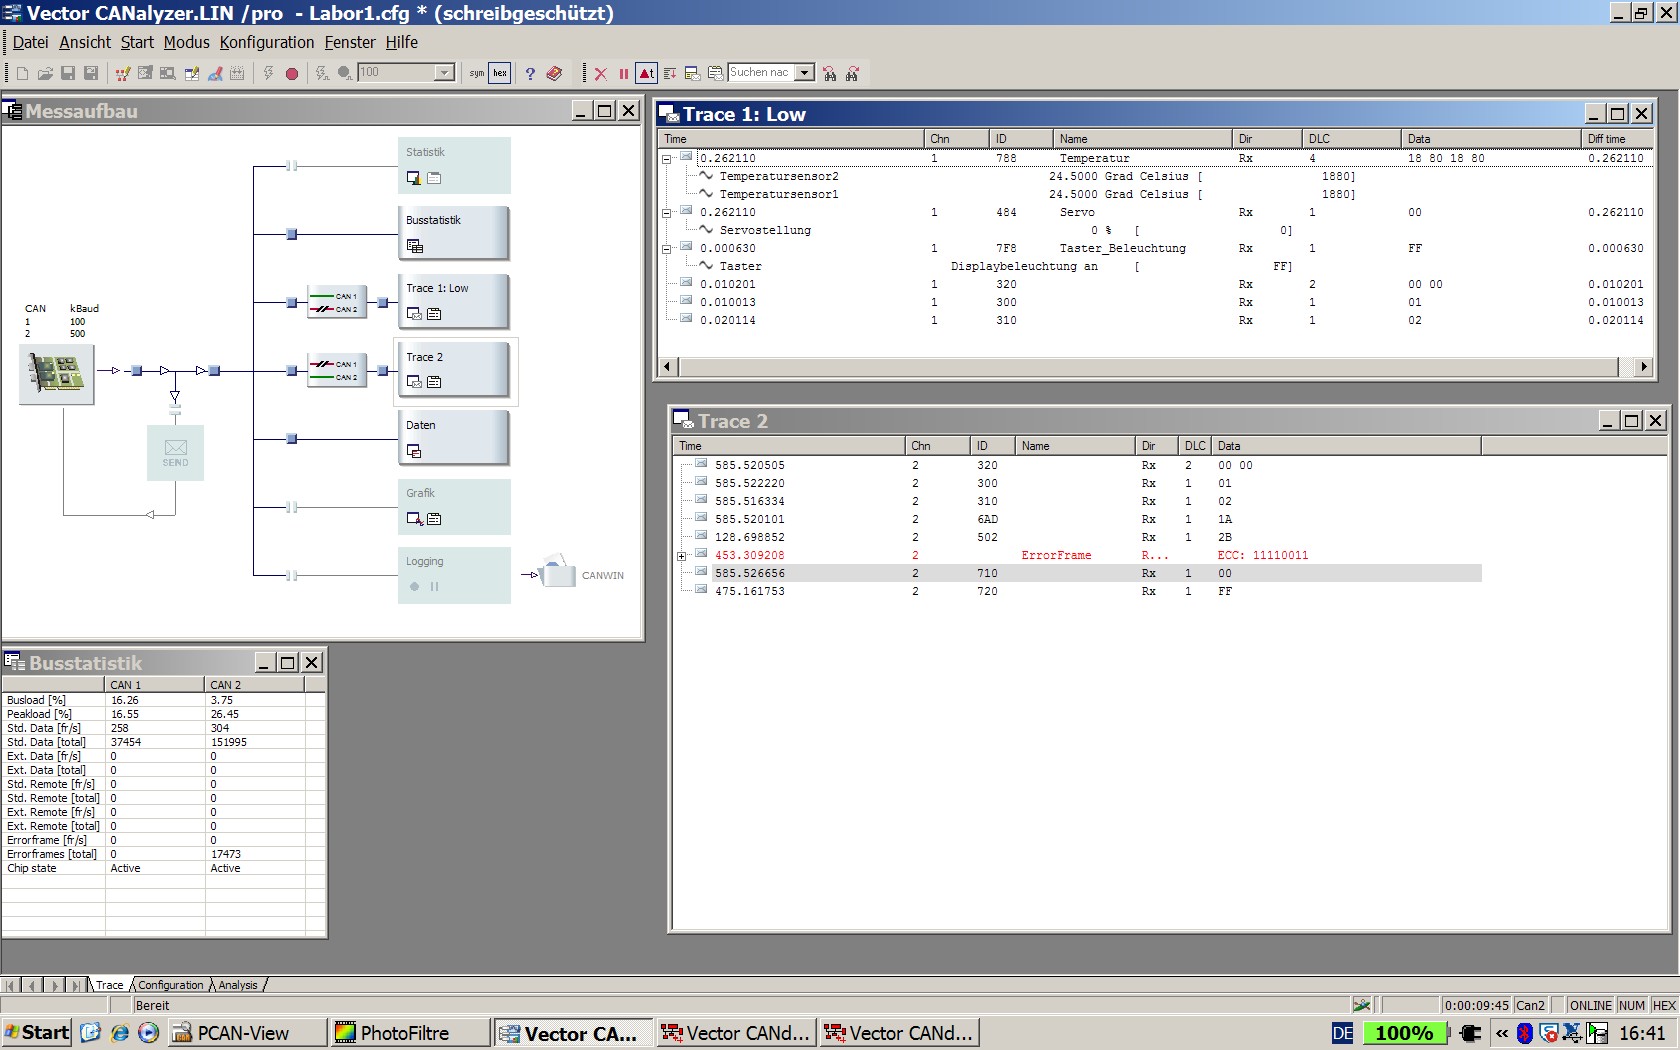 Vector CANalyzer.LIN /pro - Labor1.cfg * (schreibgeschützt)
Datei Ansicht Start Modus Konfiguration Fenster Hilfe
100 sym hex ? Suchen nac
Messaufbau
Statistik
Busstatistik
Trace 1: Low
CAN 1
CAN 2
CAN kBaud
1 100
2 500
Trace 2
CAN 1
CAN 2
SEND
Daten
Grafik
Logging
CANWIN
Trace 1: Low
Time Chn ID Name Dir DLC Data Diff time
0.262110 1 788 Temperatur Rx 4 18 80 18 80 0.262110
Temperatursensor2 24.5000 Grad Celsius [ 1880]
Temperatursensor1 24.5000 Grad Celsius [ 1880]
0.262110 1 484 Servo Rx 1 00 0.262110
Servostellung 0 % [ 0]
0.000630 1 7F8 Taster_Beleuchtung Rx 1 FF 0.000630
Taster Displaybeleuchtung an [ FF]
0.010201 1 320 Rx 2 00 00 0.010201
0.010013 1 300 Rx 1 01 0.010013
0.020114 1 310 Rx 1 02 0.020114
Trace 2
Time Chn ID Name Dir DLC Data
585.520505 2 320 Rx 2 00 00
585.522220 2 300 Rx 1 01
585.516334 2 310 Rx 1 02
585.520101 2 6AD Rx 1 1A
128.698852 2 502 Rx 1 2B
453.309208 2 ErrorFrame R... ECC: 11110011
585.526656 2 710 Rx 1 00
475.161753 2 720 Rx 1 FF
Busstatistik
CAN 1 CAN 2
Busload [%] 16.26 3.75
Peakload [%] 16.55 26.45
Std. Data [fr/s] 258 304
Std. Data [total] 37454 151995
Ext. Data [fr/s] 0 0
Ext. Data [total] 0 0
Std. Remote [fr/s] 0 0
Std. Remote [total] 0 0
Ext. Remote [fr/s] 0 0
Ext. Remote [total] 0 0
Errorframe [fr/s] 0 0
Errorframes [total] 0 17473
Chip state Active Active
Trace Configuration Analysis
Bereit 0:00:09:45 Can2 ONLINE NUM HEX
Start PCAN-View PhotoFiltre Vector CA... Vector CANd... Vector CANd... DE 100% « 16:41